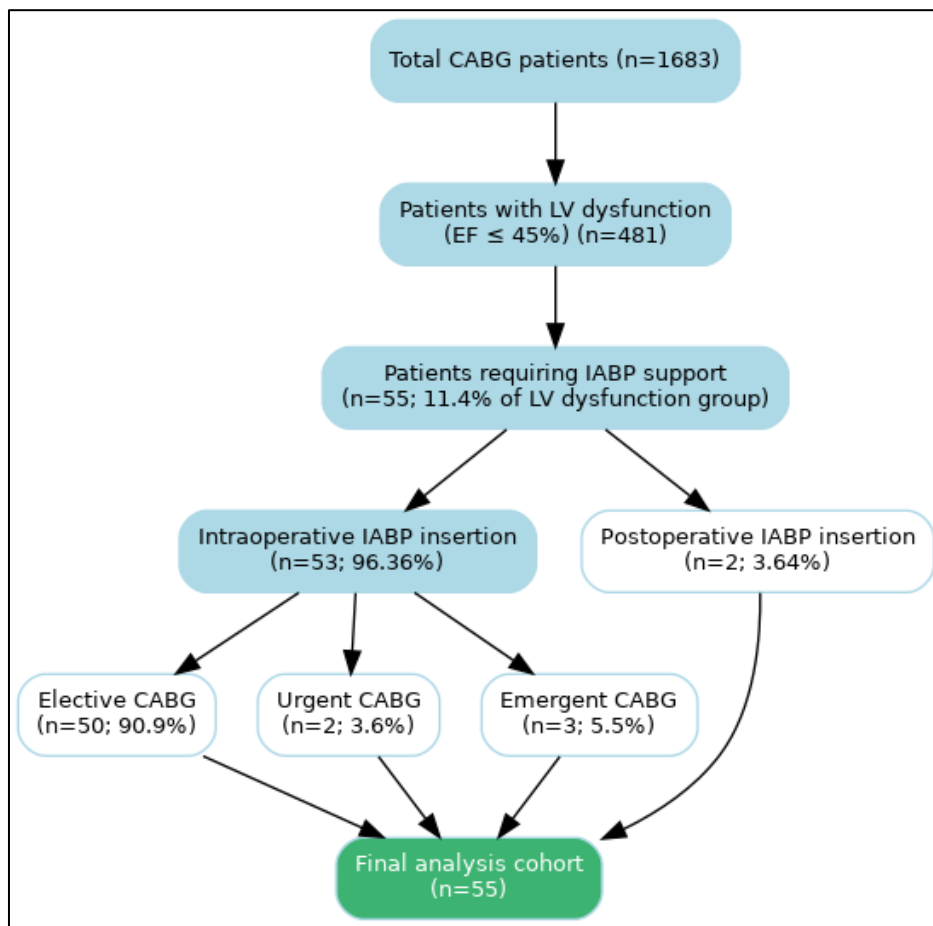 Total CABG patients (n=1683)
Patients with LV dysfunction
(EF ≤ 45%) (n=481)
Patients requiring IABP support
(n=55; 11.4% of LV dysfunction group)
Intraoperative IABP insertion
(n=53; 96.36%)
Postoperative IABP insertion
(n=2; 3.64%)
Elective CABG
(n=50; 90.9%)
Urgent CABG
(n=2; 3.6%)
Emergent CABG
(n=3; 5.5%)
Final analysis cohort
(n=55)